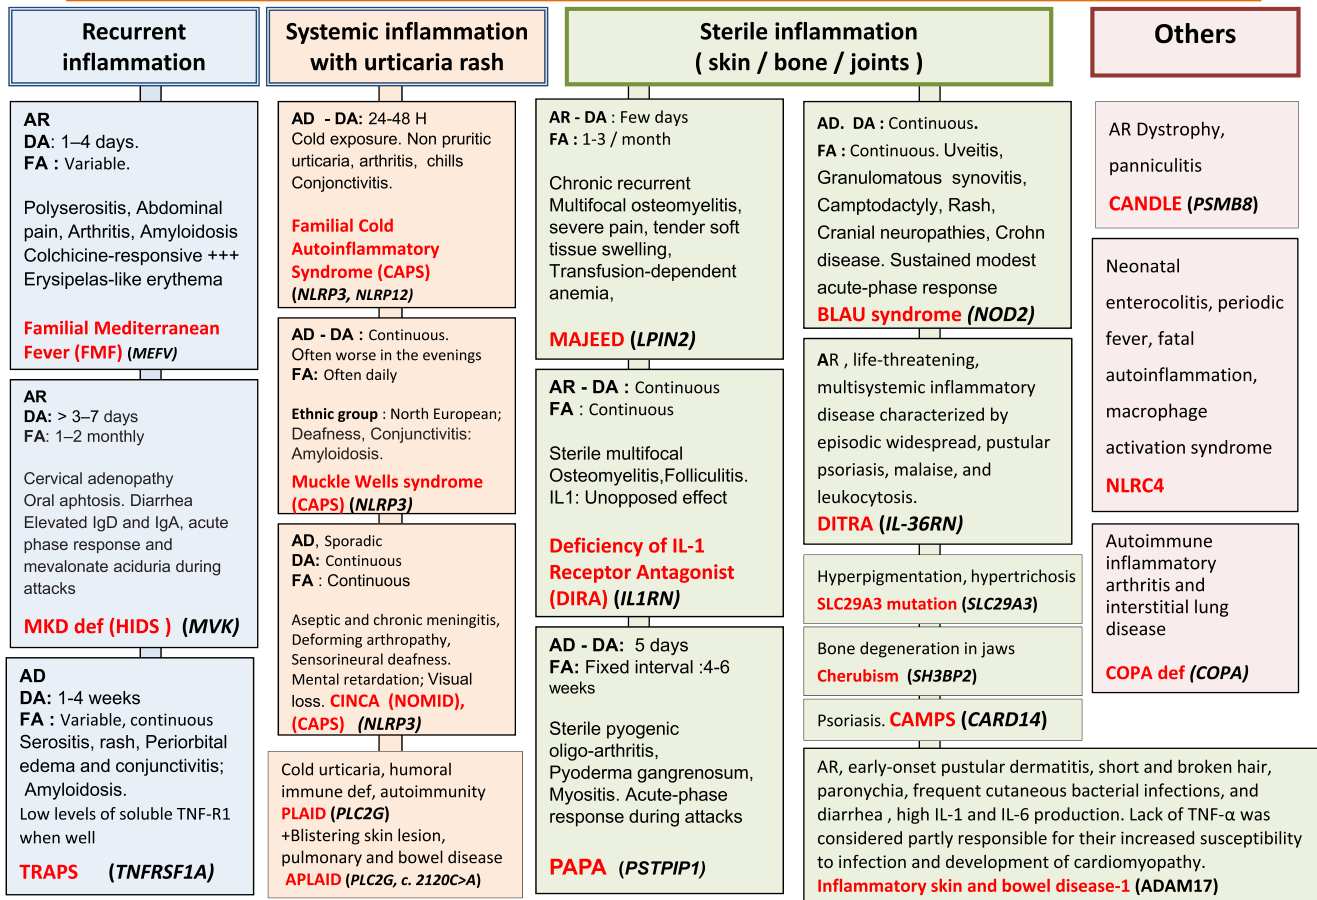 Recurrent
inflammation
AR
DA: 1–4 days.
FA : Variable.
Polyserositis, Abdominal
pain, Arthritis, Amyloidosis
Colchicine-responsive +++
Erysipelas-like erythema
Familial Mediterranean
Fever (FMF) (MEFV)
AR
DA: > 3–7 days
FA: 1–2 monthly
Cervical adenopathy
Oral aphtosis. Diarrhea
Elevated IgD and IgA, acute
phase response and
mevalonate aciduria during
attacks
MKD def (HIDS ) (MVK)
AD
DA: 1-4 weeks
FA : Variable, continuous
Serositis, rash, Periorbital
edema and conjunctivitis;
Amyloidosis.
Low levels of soluble TNF-R1
when well
TRAPS (TNFRSF1A)
Systemic inflammation
with urticaria rash
AD - DA: 24-48 H
Cold exposure. Non pruritic
urticaria, arthritis, chills
Conjonctivitis.
Familial Cold
Autoinflammatory
Syndrome (CAPS)
(NLRP3, NLRP12)
AD - DA : Continuous.
Often worse in the evenings
FA: Often daily
Ethnic group : North European;
Deafness, Conjunctivitis:
Amyloidosis.
Muckle Wells syndrome
(CAPS) (NLRP3)
AD, Sporadic
DA: Continuous
FA : Continuous
Aseptic and chronic meningitis,
Deforming arthropathy,
Sensorineural deafness.
Mental retardation; Visual
loss. CINCA (NOMID),
(CAPS) (NLRP3)
Cold urticaria, humoral
immune def, autoimmunity
PLAID (PLC2G)
+Blistering skin lesion,
pulmonary and bowel disease
APLAID (PLC2G, c. 2120C>A)
Sterile inflammation
( skin / bone / joints )
AR - DA : Few days
FA : 1-3 / month
Chronic recurrent
Multifocal osteomyelitis,
severe pain, tender soft
tissue swelling,
Transfusion-dependent
anemia,
MAJEED (LPIN2)
AR - DA : Continuous
FA : Continuous
Sterile multifocal
Osteomyelitis,Folliculitis.
IL1: Unopposed effect
Deficiency of IL-1
Receptor Antagonist
(DIRA) (IL1RN)
AD - DA: 5 days
FA: Fixed interval :4-6
weeks
Sterile pyogenic
oligo-arthritis,
Pyoderma gangrenosum,
Myositis. Acute-phase
response during attacks
PAPA (PSTPIP1)
AD. DA : Continuous.
FA : Continuous. Uveitis,
Granulomatous synovitis,
Camptodactyly, Rash,
Cranial neuropathies, Crohn
disease. Sustained modest
acute-phase response
BLAU syndrome (NOD2)
AR , life-threatening,
multisystemic inflammatory
disease characterized by
episodic widespread, pustular
psoriasis, malaise, and
leukocytosis.
DITRA (IL-36RN)
Hyperpigmentation, hypertrichosis
SLC29A3 mutation (SLC29A3)
Bone degeneration in jaws
Cherubism (SH3BP2)
Psoriasis. CAMPS (CARD14)
AR, early-onset pustular dermatitis, short and broken hair,
paronychia, frequent cutaneous bacterial infections, and
diarrhea , high IL-1 and IL-6 production. Lack of TNF-α was
considered partly responsible for their increased susceptibility
to infection and development of cardiomyopathy.
Inflammatory skin and bowel disease-1 (ADAM17)
Others
AR Dystrophy,
panniculitis
CANDLE (PSMB8)
Neonatal
enterocolitis, periodic
fever, fatal
autoinflammation,
macrophage
activation syndrome
NLRC4
Autoimmune
inflammatory
arthritis and
interstitial lung
disease
COPA def (COPA)